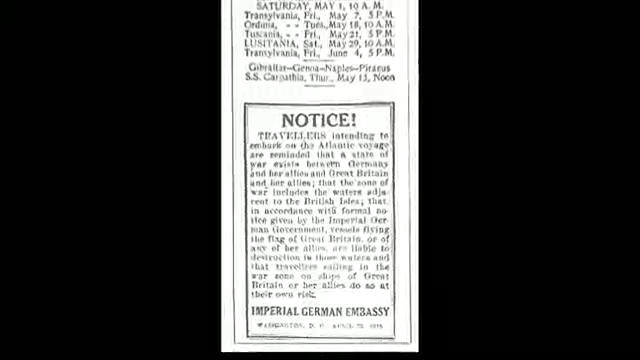 SATURDAY, MAY 1, 10 A.M.
Transylvania, Fri., May 7, 5 P.M.
Orduna, - - Tues., May 18, 10 A.M.
Tuscania, - - Fri., May 21, 5 P.M.
LUSITANIA, Sat., May 29, 10 A.M.
Transylvania, Fri., June 4, 5 P.M.
Gibraltar-Genoa-Naples-Piraeus
S.S. Carpathia, Thur., May 13, Noon
NOTICE!
TRAVELLERS intending to
embark on the Atlantic voyage
are reminded that a state of
war exists between Germany
and her allies and Great Britain
and her allies; that the zone of
war includes the waters adja-
cent to the British Isles; that,
in accordance with formal no-
tice given by the Imperial Ger-
man Government, vessels flying
the flag of Great Britain, or of
any of her allies, are liable to
destruction in those waters and
that travellers sailing in the
war zone on ships of Great
Britain or her allies do so at
their own risk.
IMPERIAL GERMAN EMBASSY
WASHINGTON, D. C. APRIL 22, 1915